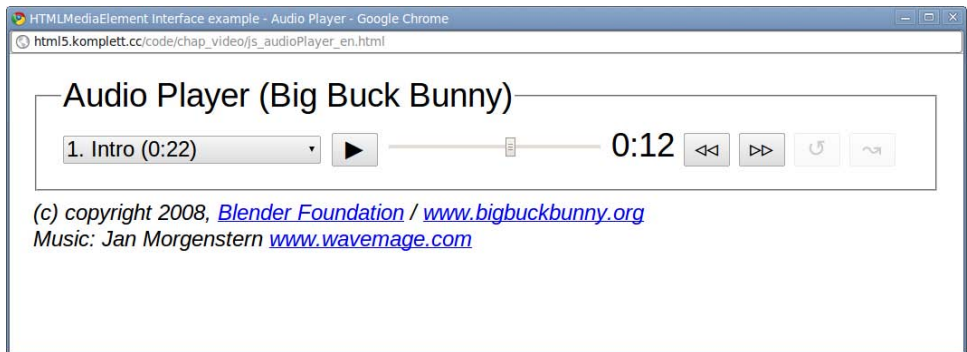 HTMLMediaElement Interface example - Audio Player - Google Chrome
html5.komplett.cc/code/chap_video/js_audioPlayer_en.html
Audio Player (Big Buck Bunny)
1. Intro (0:22) 0:12
(c) copyright 2008, Blender Foundation / www.bigbuckbunny.org
Music: Jan Morgenstern www.wavemage.com